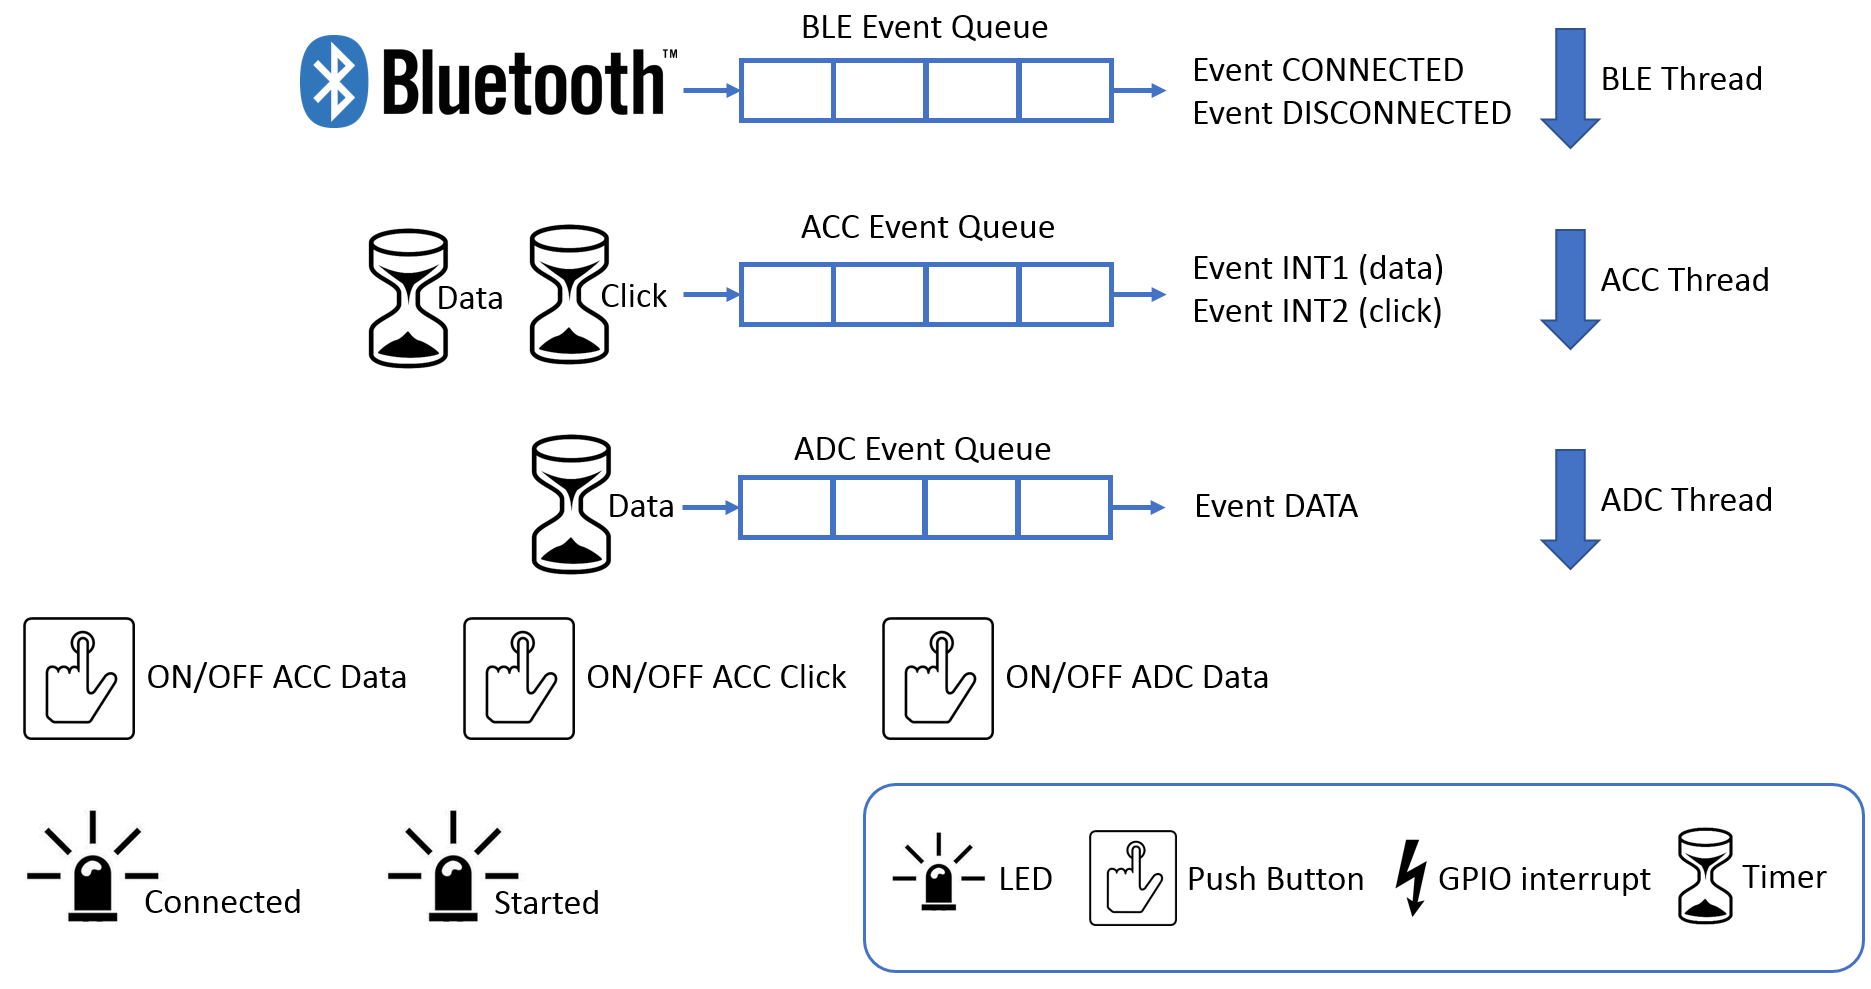 BLE Event Queue
Bluetooth™
Event CONNECTED
Event DISCONNECTED
BLE Thread
ACC Event Queue
Data
Click
Event INT1 (data)
Event INT2 (click)
ACC Thread
ADC Event Queue
Data
Event DATA
ADC Thread
ON/OFF ACC Data
ON/OFF ACC Click
ON/OFF ADC Data
Connected
Started
LED
Push Button
GPIO interrupt
Timer